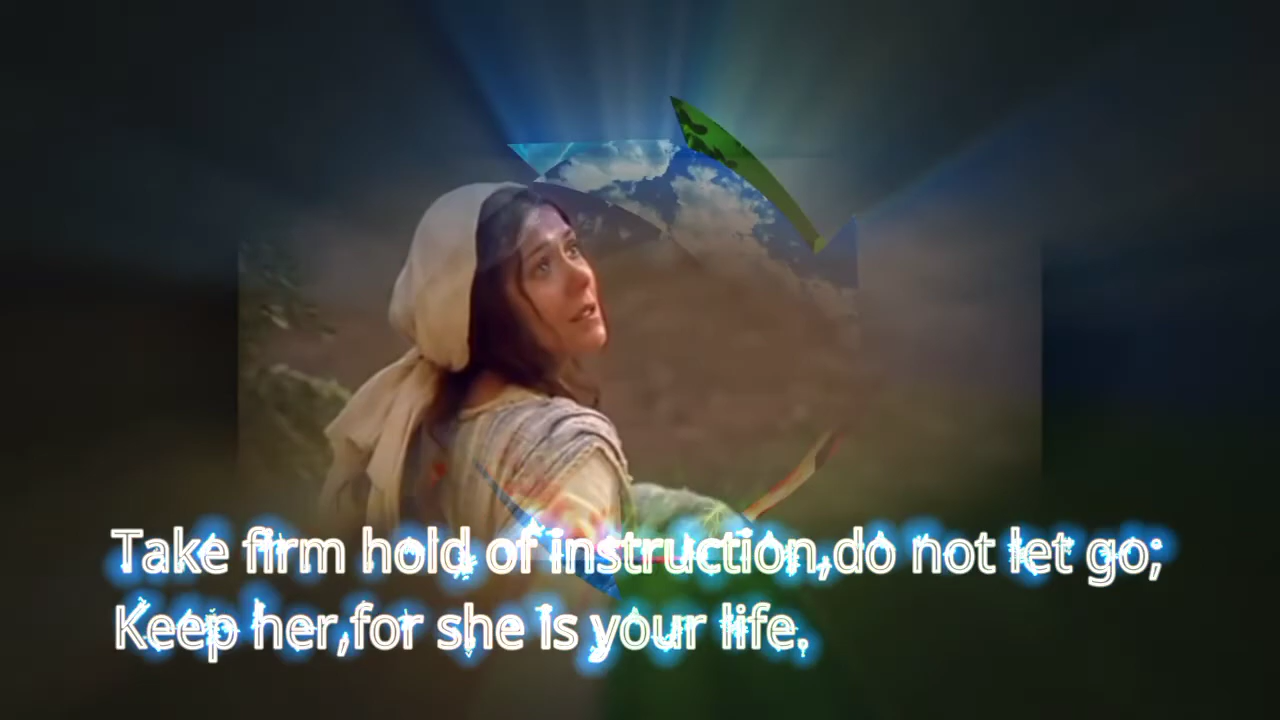 Take firm hold of instruction,do not let go;
Keep her,for she is your life.